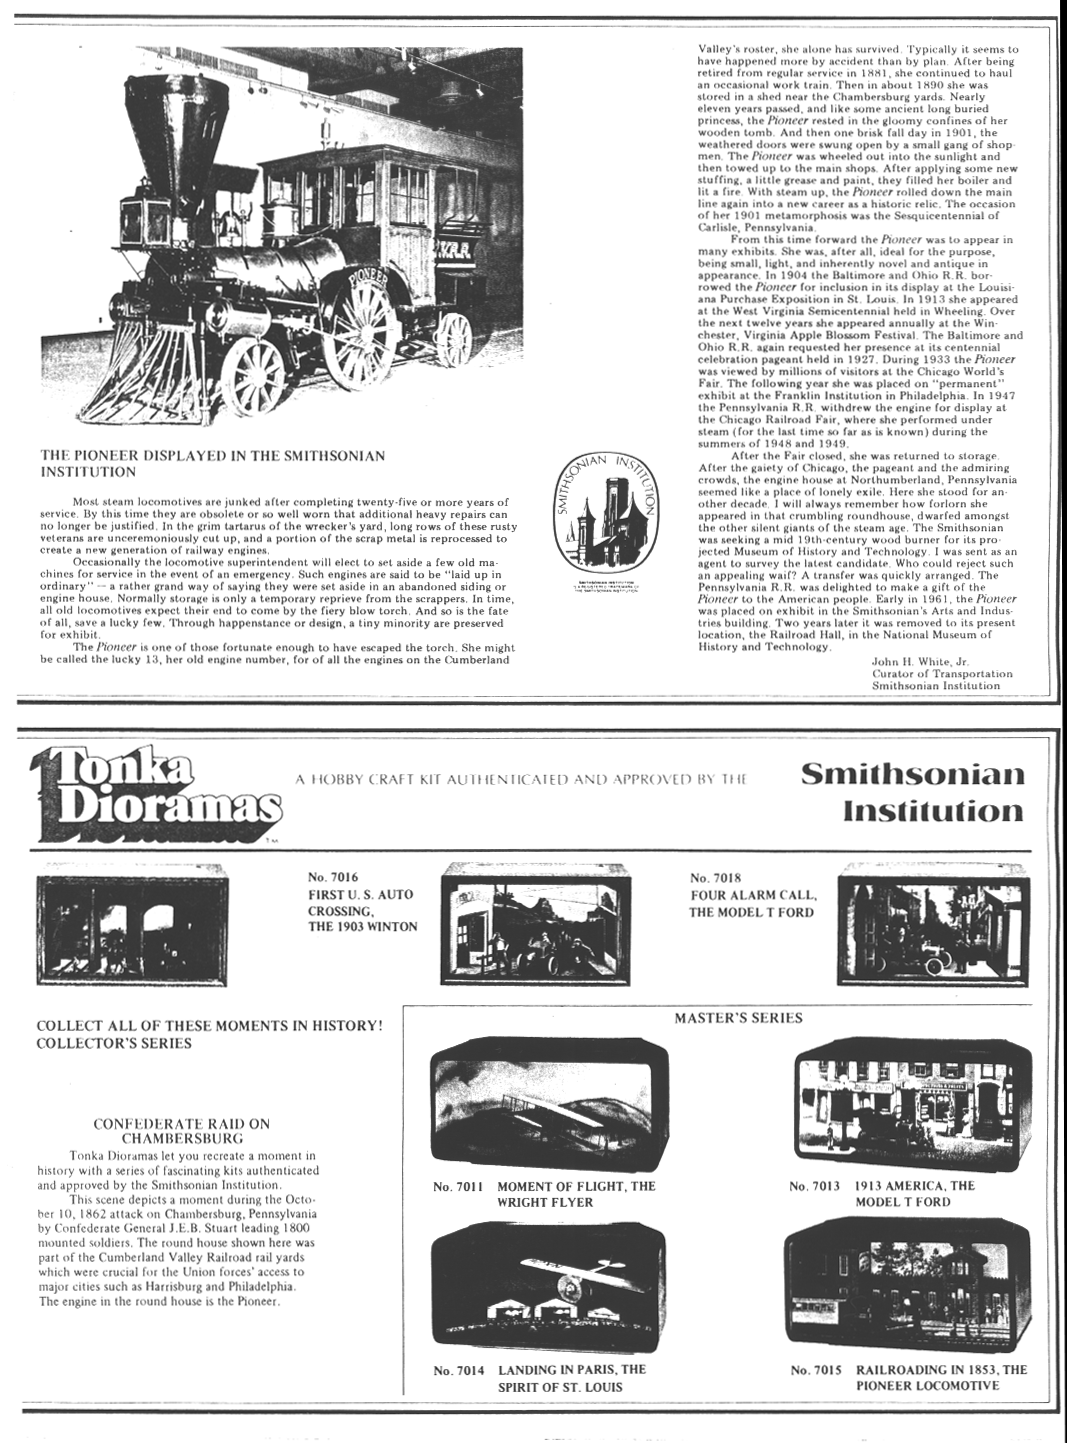 PIONEER
V.R.R.
THE PIONEER DISPLAYED IN THE SMITHSONIAN
INSTITUTION
Most steam locomotives are junked after completing twenty-five or more years of
service. By this time they are obsolete or so well worn that additional heavy repairs can
no longer be justified. In the grim tartarus of the wrecker's yard, long rows of these rusty
veterans are unceremoniously cut up, and a portion of the scrap metal is reprocessed to
create a new generation of railway engines.
Occasionally the locomotive superintendent will elect to set aside a few old ma-
chines for service in the event of an emergency. Such engines are said to be "laid up in
ordinary" — a rather grand way of saying they were set aside in an abandoned siding or
engine house. Normally storage is only a temporary reprieve from the scrappers. In time,
all old locomotives expect their end to come by the fiery blow torch. And so is the fate
of all, save a lucky few. Through happenstance or design, a tiny minority are preserved
for exhibit.
The Pioneer is one of those fortunate enough to have escaped the torch. She might
be called the lucky 13, her old engine number, for of all the engines on the Cumberland
SMITHSONIAN INSTITUTION
Valley's roster, she alone has survived. Typically it seems to
have happened more by accident than by plan. After being
retired from regular service in 1881, she continued to haul
an occasional work train. Then in about 1890 she was
stored in a shed near the Chambersburg yards. Nearly
eleven years passed, and like some ancient long buried
princess, the Pioneer rested in the gloomy confines of her
wooden tomb. And then one brisk fall day in 1901, the
weathered doors were swung open by a small gang of shop-
men. The Pioneer was wheeled out into the sunlight and
then towed up to the main shops. After applying some new
stuffing, a little grease and paint, they filled her boiler and
lit a fire. With steam up, the Pioneer rolled down the main
line again into a new career as a historic relic. The occasion
of her 1901 metamorphosis was the Sesquicentennial of
Carlisle, Pennsylvania.
From this time forward the Pioneer was to appear in
many exhibits. She was, after all, ideal for the purpose,
being small, light, and inherently novel and antique in
appearance. In 1904 the Baltimore and Ohio R.R. bor-
rowed the Pioneer for inclusion in its display at the Louisi-
ana Purchase Exposition in St. Louis. In 1913 she appeared
at the West Virginia Semicentennial held in Wheeling. Over
the next twelve years she appeared annually at the Win-
chester, Virginia Apple Blossom Festival. The Baltimore and
Ohio R.R. again requested her presence at its centennial
celebration pageant held in 1927. During 1933 the Pioneer
was viewed by millions of visitors at the Chicago World's
Fair. The following year she was placed on "permanent"
exhibit at the Franklin Institution in Philadelphia. In 1947
the Pennsylvania R.R. withdrew the engine for display at
the Chicago Railroad Fair, where she performed under
steam (for the last time so far as is known) during the
summers of 1948 and 1949.
After the Fair closed, she was returned to storage.
After the gaiety of Chicago, the pageant and the admiring
crowds, the engine house at Northumberland, Pennsylvania
seemed like a place of lonely exile. Here she stood for an-
other decade. I will always remember how forlorn she
appeared in that crumbling roundhouse, dwarfed amongst
the other silent giants of the steam age. The Smithsonian
was seeking a mid 19th-century wood burner for its pro-
jected Museum of History and Technology. I was sent as an
agent to survey the latest candidate. Who could reject such
an appealing waif? A transfer was quickly arranged. The
Pennsylvania R.R. was delighted to make a gift of the
Pioneer to the American people. Early in 1961, the Pioneer
was placed on exhibit in the Smithsonian's Arts and Indus-
tries building. Two years later it was removed to its present
location, the Railroad Hall, in the National Museum of
History and Technology.
John H. White, Jr.
Curator of Transportation
Smithsonian Institution
Tonka
Dioramas
TM
A HOBBY CRAFT KIT AUTHENTICATED AND APPROVED BY THE
Smithsonian
Institution
No. 7016
FIRST U. S. AUTO
CROSSING,
THE 1903 WINTON
No. 7018
FOUR ALARM CALL,
THE MODEL T FORD
COLLECT ALL OF THESE MOMENTS IN HISTORY!
COLLECTOR'S SERIES
CONFEDERATE RAID ON
CHAMBERSBURG
Tonka Dioramas let you recreate a moment in
history with a series of fascinating kits authenticated
and approved by the Smithsonian Institution.
This scene depicts a moment during the Octo-
ber 10, 1862 attack on Chambersburg, Pennsylvania
by Confederate General J.E.B. Stuart leading 1800
mounted soldiers. The round house shown here was
part of the Cumberland Valley Railroad rail yards
which were crucial for the Union forces' access to
major cities such as Harrisburg and Philadelphia.
The engine in the round house is the Pioneer.
MASTER'S SERIES
No. 7011 MOMENT OF FLIGHT, THE
WRIGHT FLYER
No. 7013 1913 AMERICA, THE
MODEL T FORD
No. 7014 LANDING IN PARIS, THE
SPIRIT OF ST. LOUIS
No. 7015 RAILROADING IN 1853, THE
PIONEER LOCOMOTIVE